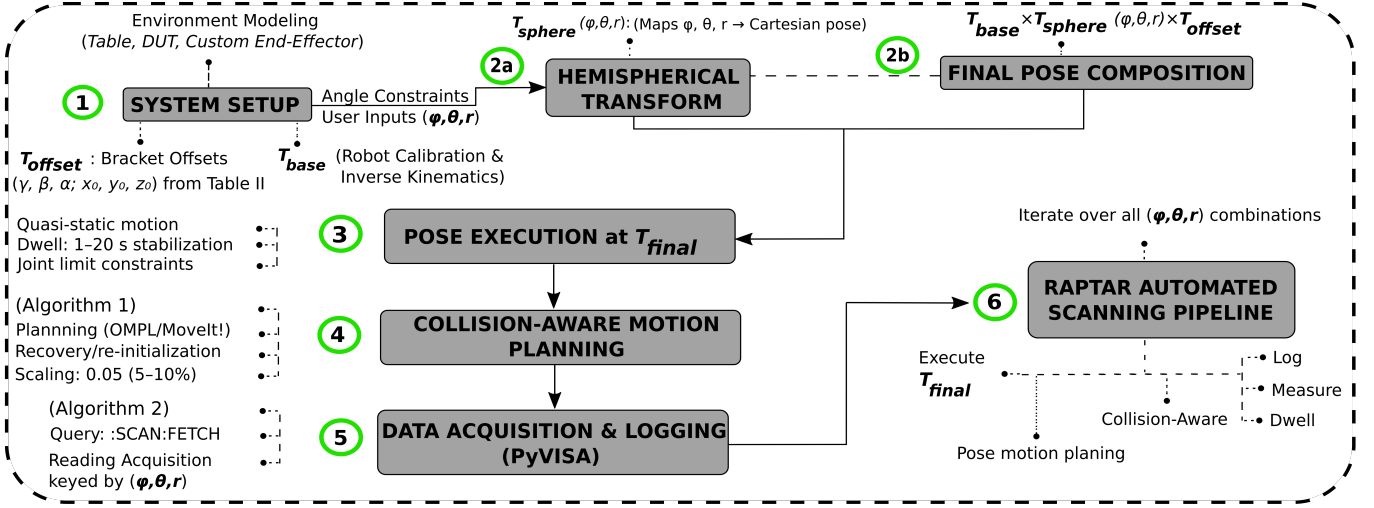 Environment Modeling
(Table, DUT, Custom End-Effector)
1
SYSTEM SETUP
Angle Constraints
User Inputs (φ,θ,r)
T_offset : Bracket Offsets
(γ, β, α; x₀, y₀, z₀) from Table II
T_base (Robot Calibration &
Inverse Kinematics)
T_sphere (φ,θ,r): (Maps φ, θ, r → Cartesian pose)
2a
HEMISPHERICAL
TRANSFORM
T_base ×T_sphere (φ,θ,r)×T_offset
2b
FINAL POSE COMPOSITION
Quasi-static motion
Dwell: 1–20 s stabilization
Joint limit constraints
3
POSE EXECUTION at T_final
(Algorithm 1)
Plannning (OMPL/MoveIt!)
Recovery/re-initialization
Scaling: 0.05 (5–10%)
4
COLLISION-AWARE MOTION
PLANNING
(Algorithm 2)
Query: :SCAN:FETCH
Reading Acquisition
keyed by (φ,θ,r)
5
DATA ACQUISITION & LOGGING
(PyVISA)
Iterate over all (φ,θ,r) combinations
6
RAPTAR AUTOMATED
SCANNING PIPELINE
Execute
T_final
Pose motion planing
Collision-Aware
Log
Measure
Dwell